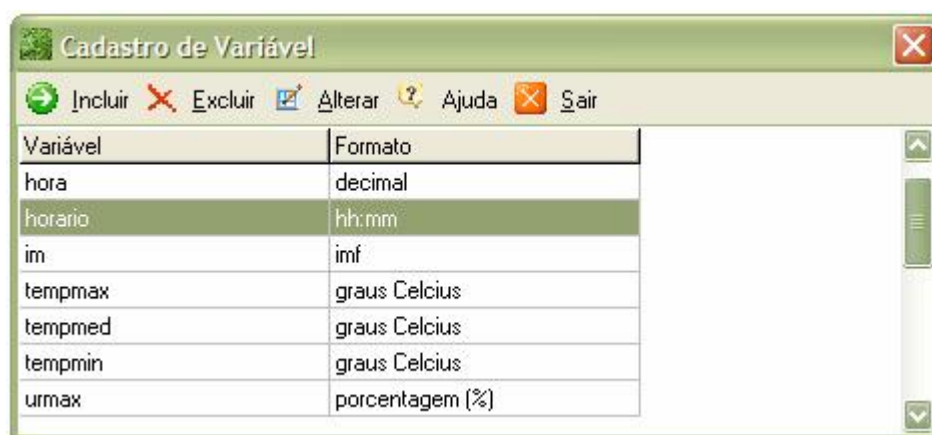 Cadastro de Variável
Incluir Excluir Alterar Ajuda Sair
Variável Formato
hora decimal
horario hh:mm
im imf
tempmax graus Celcius
tempmed graus Celcius
tempmin graus Celcius
urmax porcentagem (%)